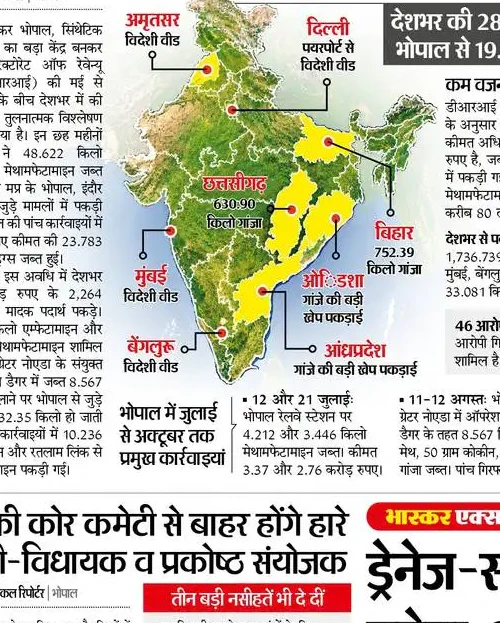 कर भोपाल, सिंथेटिक
का बड़ा केंद्र बनकर
क्टोरेट ऑफ रेवेन्यू
आरआई) की मई से
के बीच देशभर में की
तुलनात्मक विश्लेषण
या है। इन छह महीनों
ने 48.622 किलो
मेथामफेटामाइन जब्त
मप्र के भोपाल, इंदौर
जुड़े मामलों में पकड़ी
की पांच कार्रवाइयों में
ए कीमत की 23.783
ग्स जब्त हुई।
इस अवधि में देशभर
ड़ रुपए के 2,264
मादक पदार्थ पकड़े।
कलो एम्फेटामाइन और
मेथामफेटामाइन शामिल
ग्रेटर नोएडा के संयुक्त
डैगर में जब्त 8.567
लाने पर भोपाल से जुड़े
32.35 किलो हो जाती
कार्रवाइयों में 10.236
न और रतलाम लिंक से
माइन पकड़ी गई।
अमृतसर
विदेशी वीड
दिल्ली
एयरपोर्ट से
विदेशी वीड
छत्तीसगढ़
630.90
किलो गांजा
बिहार
752.39
किलो गांजा
मुंबई
विदेशी वीड
ओडिशा
गांजे की बड़ी
खेप पकड़ाई
बेंगलुरू
विदेशी वीड
आंध्रप्रदेश
गांजे की बड़ी खेप पकड़ाई
देशभर की 28
भोपाल से 19.
कम वजन
डीआरआई
के अनुसार
कीमत अधि
रुपए है, जब
में पकड़ी ग
मेथामफेटाम
करीब 80
देशभर से प
1,736.739
मुंबई, बेंगलु
33.081 कि
46 आरो
आरोपी गि
शामिल है
भोपाल में जुलाई
से अक्टूबर तक
प्रमुख कार्रवाइयां
• 12 और 21 जुलाई:
भोपाल रेलवे स्टेशन पर
4.212 और 3.446 किलो
मेथामफेटामाइन जब्त। कीमत
3.37 और 2.76 करोड़ रुपए।
• 11-12 अगस्त: भो
ग्रेटर नोएडा में ऑपरेश
डैगर के तहत 8.567 f
मेथ, 50 ग्राम कोकीन,
गांजा जब्त। पांच गिरफ
की कोर कमेटी से बाहर होंगे हारे
-विधायक व प्रकोष्ठ संयोजक
कल रिपोर्टर | भोपाल
तीन बड़ी नसीहतें भी दे दीं
भास्कर एक्स
ड्रेनेज-स